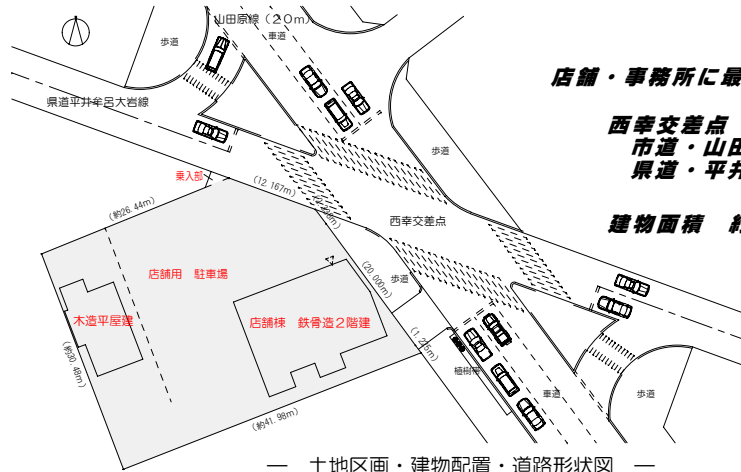 山田原線（20m）
歩道
車道
店舗・事務所に最
県道平井牟呂大岩線
西幸交差点
市道・山田
県道・平井
歩道
乗入部
(12.167m)
(約26.44m)
西幸交差点
建物面積
店舗用　駐車場
歩道
(20.000m)
木造平屋建
店舗棟　鉄骨造２階建
(約30.48m)
植樹帯
車道
歩道
(約41.98m)
―　土地区画・建物配置・道路形状図　―